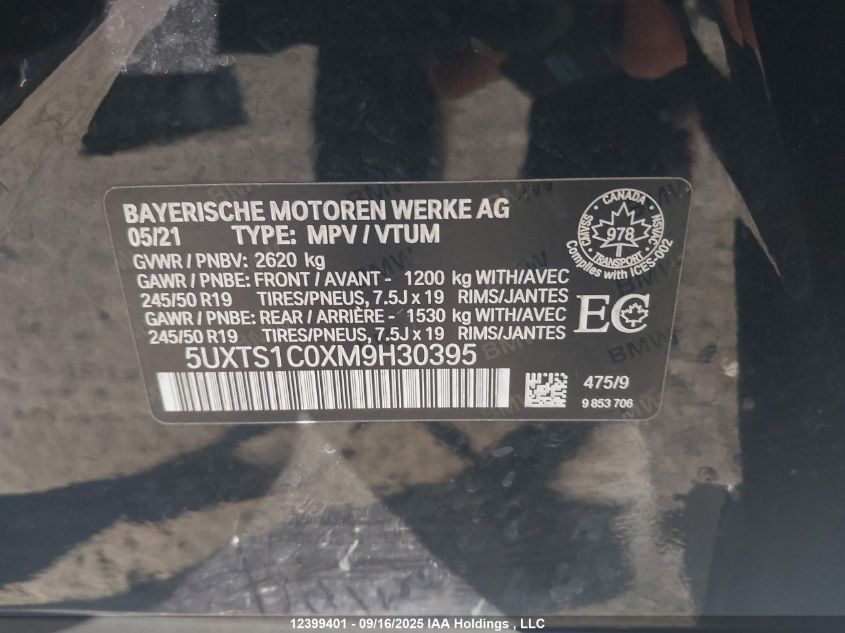 BAYERISCHE MOTOREN WERKE AG
05/21 TYPE: MPV / VTUM
GVWR / PNBV: 2620 kg
GAWR / PNBE: FRONT / AVANT - 1200 kg WITH/AVEC
245/50 R19 TIRES/PNEUS, 7.5J x 19 RIMS/JANTES
GAWR / PNBE: REAR / ARRIÈRE - 1530 kg WITH/AVEC
245/50 R19 TIRES/PNEUS, 7.5J x 19 RIMS/JANTES
5UXTS1C0XM9H30395
CANADA
CMVSS
NSVAC
978
TRANSPORT
Complies with ICES-002
EC
475/9
9 853 706
BMW
12399401 - 09/16/2025 IAA Holdings , LLC